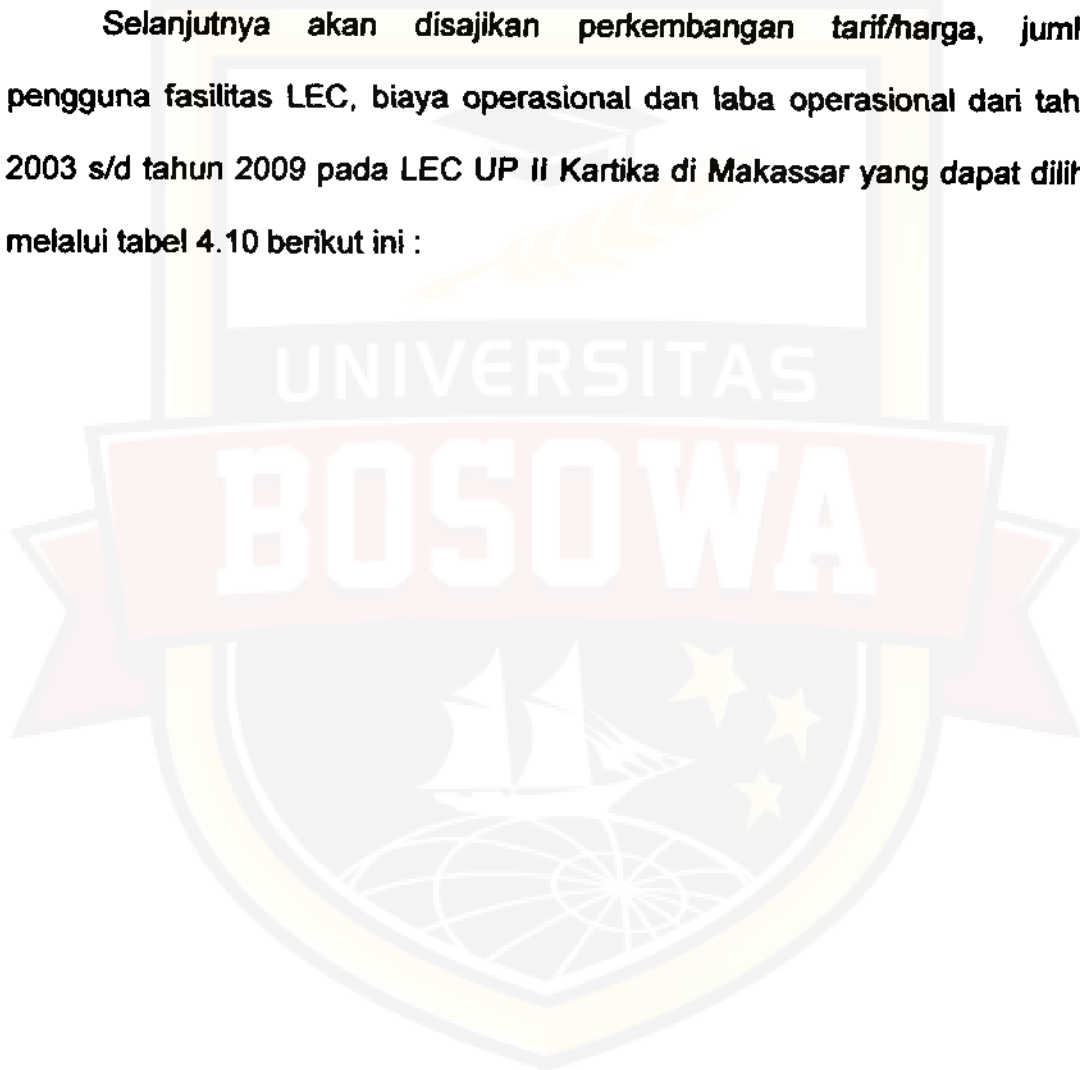 Selanjutnya akan disajikan perkembangan tarif/harga, juml
pengguna fasilitas LEC, biaya operasional dan laba operasional dari tah
2003 s/d tahun 2009 pada LEC UP II Kartika di Makassar yang dapat dilih
melalui tabel 4.10 berikut ini :
UNIVERSITAS
BOSOWA